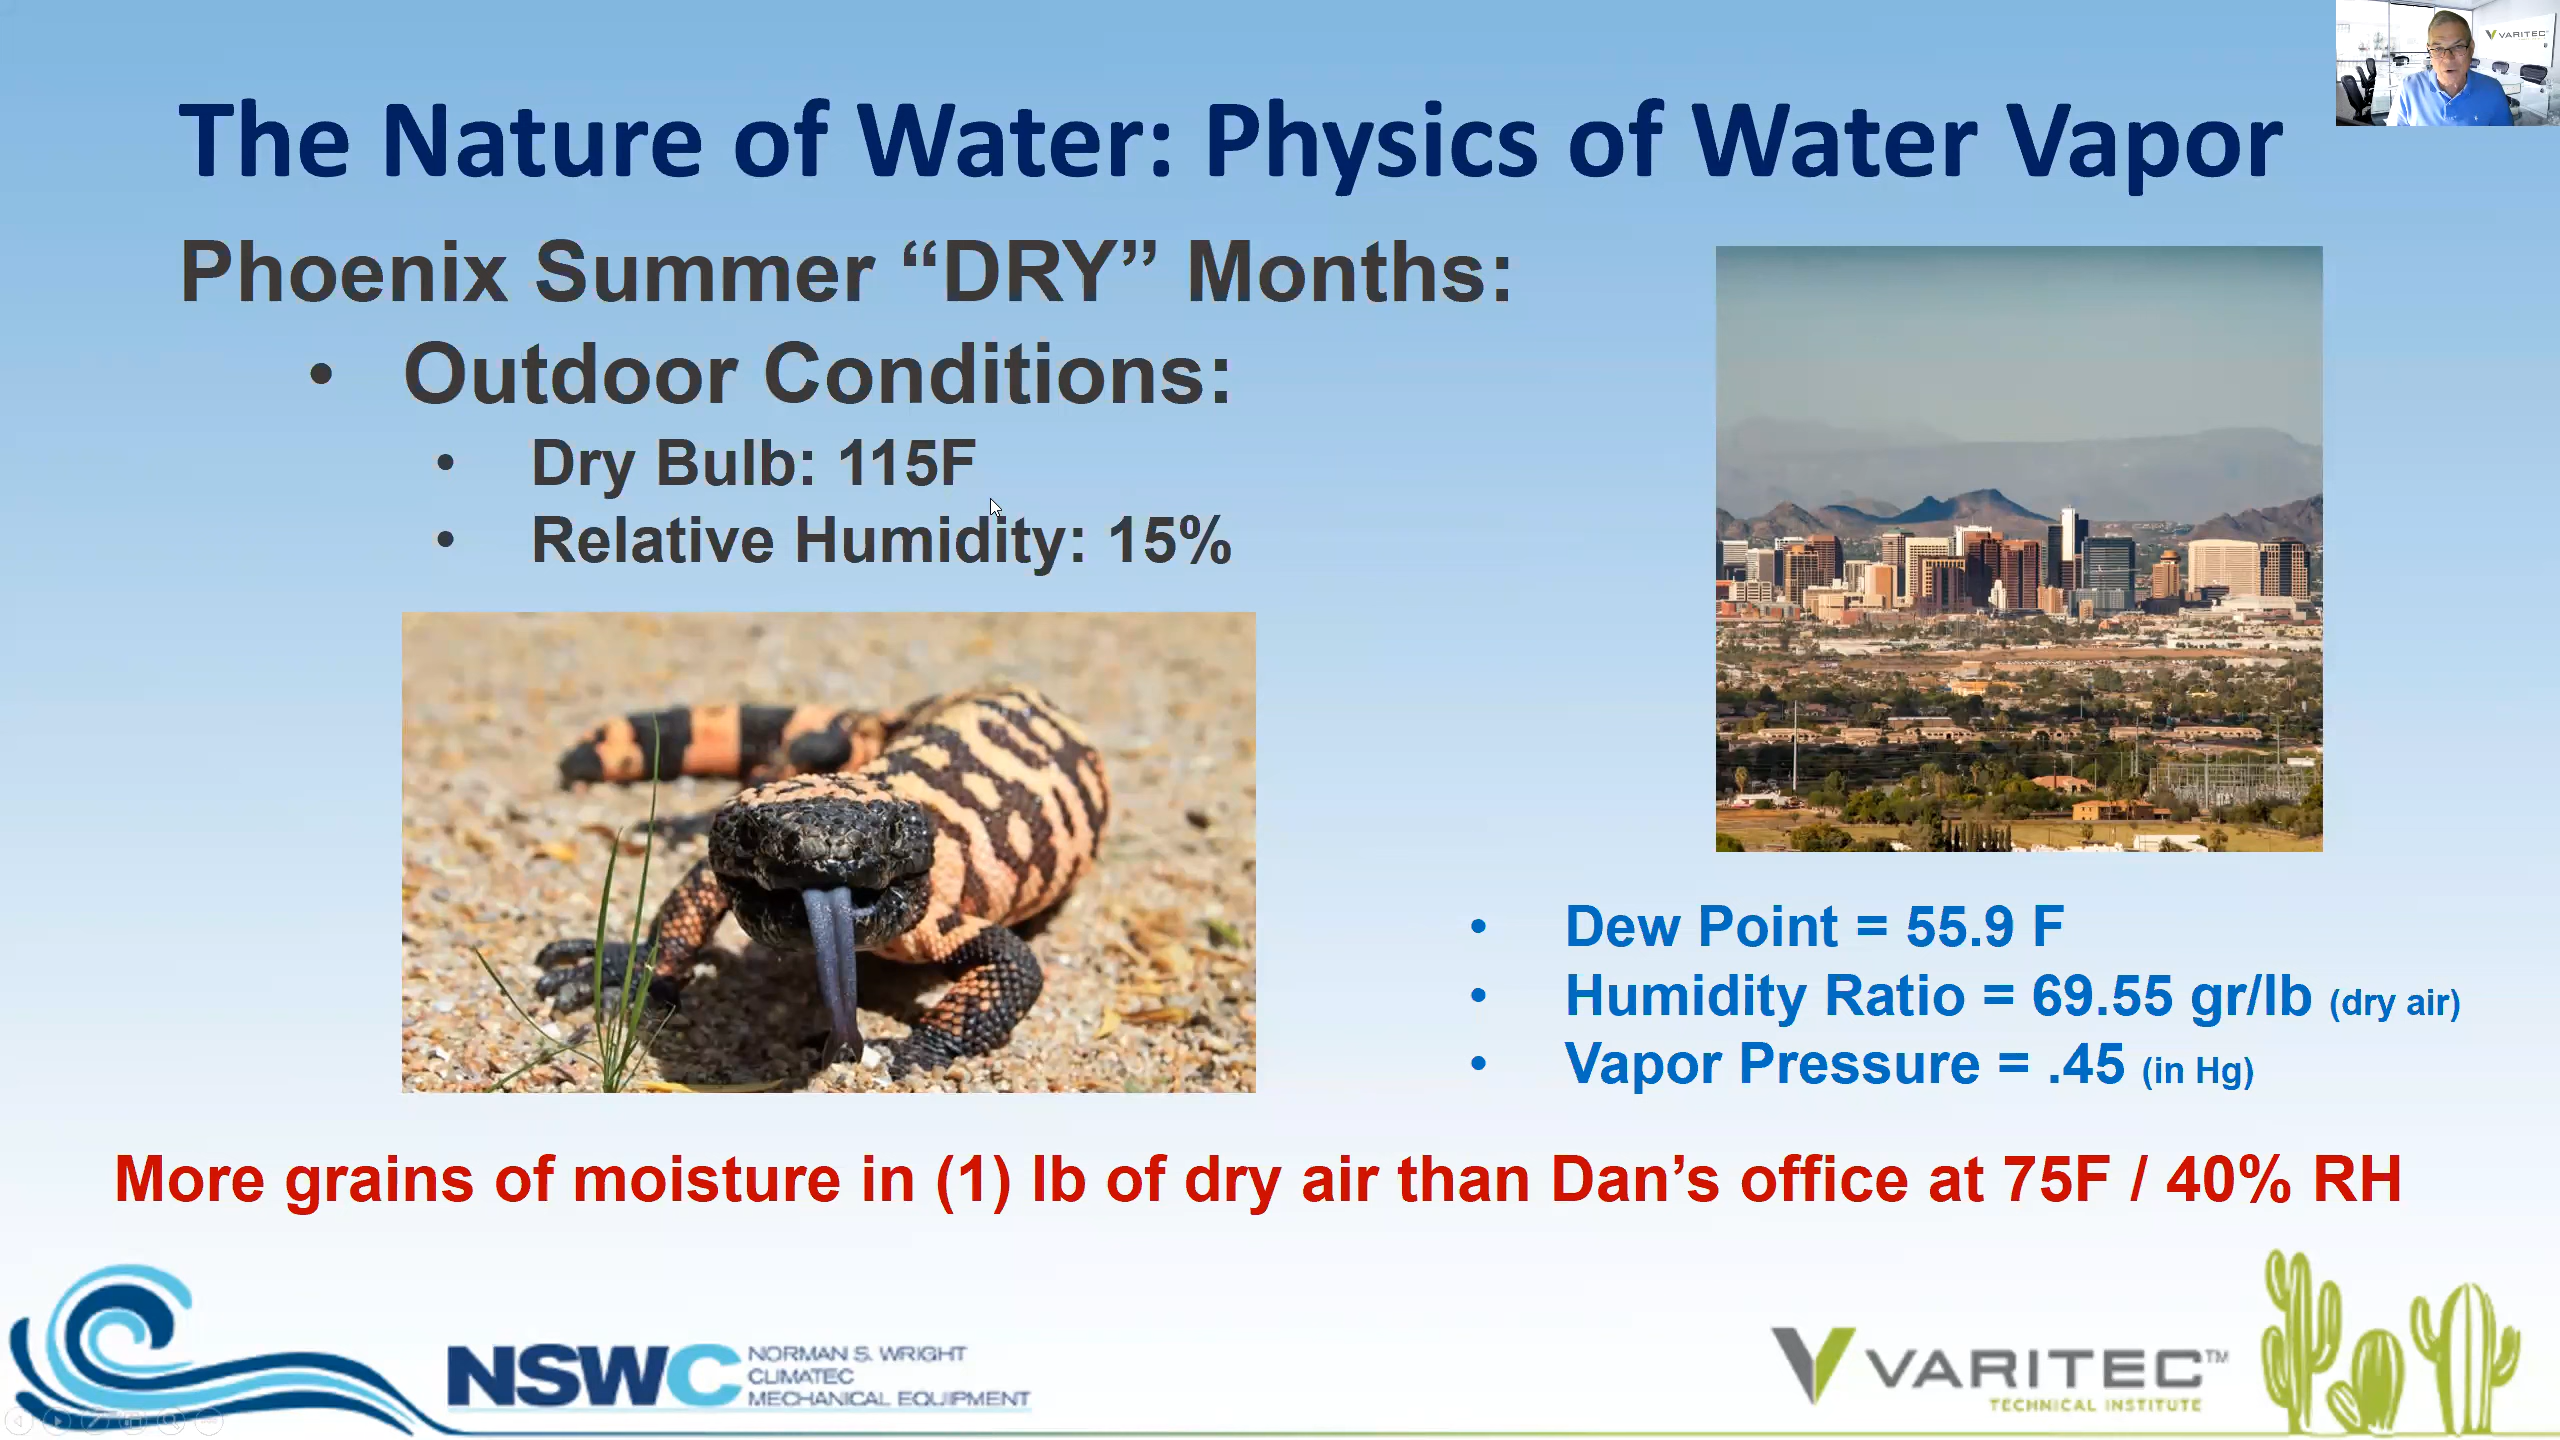 VARITEC
The Nature of Water: Physics of Water Vapor
Phoenix Summer “DRY” Months:
• Outdoor Conditions:
• Dry Bulb: 115F
• Relative Humidity: 15%
• Dew Point = 55.9 F
• Humidity Ratio = 69.55 gr/lb (dry air)
• Vapor Pressure = .45 (in Hg)
More grains of moisture in (1) lb of dry air than Dan’s office at 75F / 40% RH
NSWC
NORMAN S. WRIGHT
CLIMATEC
MECHANICAL EQUIPMENT
VARITEC™
TECHNICAL INSTITUTE